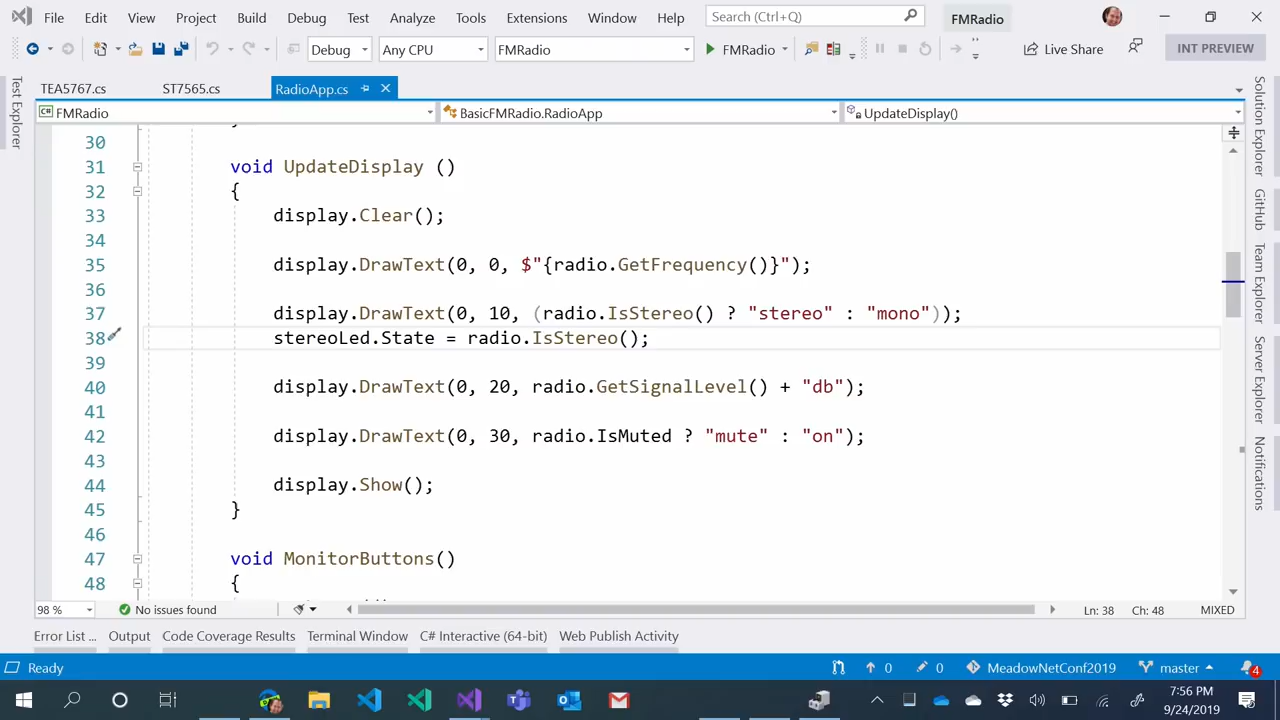 File Edit View Project Build Debug Test Analyze Tools Extensions Window Help Search (Ctrl+Q) FMRadio
Debug Any CPU FMRadio FMRadio Live Share INT PREVIEW
TEA5767.cs ST7565.cs RadioApp.cs
C# FMRadio BasicFMRadio.RadioApp UpdateDisplay()
Test Explorer
30
31 void UpdateDisplay ()
32 {
33 display.Clear();
34
35 display.DrawText(0, 0, $"{radio.GetFrequency()}");
36
37 display.DrawText(0, 10, (radio.IsStereo() ? "stereo" : "mono"));
38 stereoLed.State = radio.IsStereo();
39
40 display.DrawText(0, 20, radio.GetSignalLevel() + "db");
41
42 display.DrawText(0, 30, radio.IsMuted ? "mute" : "on");
43
44 display.Show();
45 }
46
47 void MonitorButtons()
48 {
Solution Explorer
GitHub
Team Explorer
Server Explorer
Notifications
98 % No issues found Ln: 38 Ch: 48 MIXED
Error List ... Output Code Coverage Results Terminal Window C# Interactive (64-bit) Web Publish Activity
Ready 0 0 MeadowNetConf2019 master 4
7:56 PM
9/24/2019